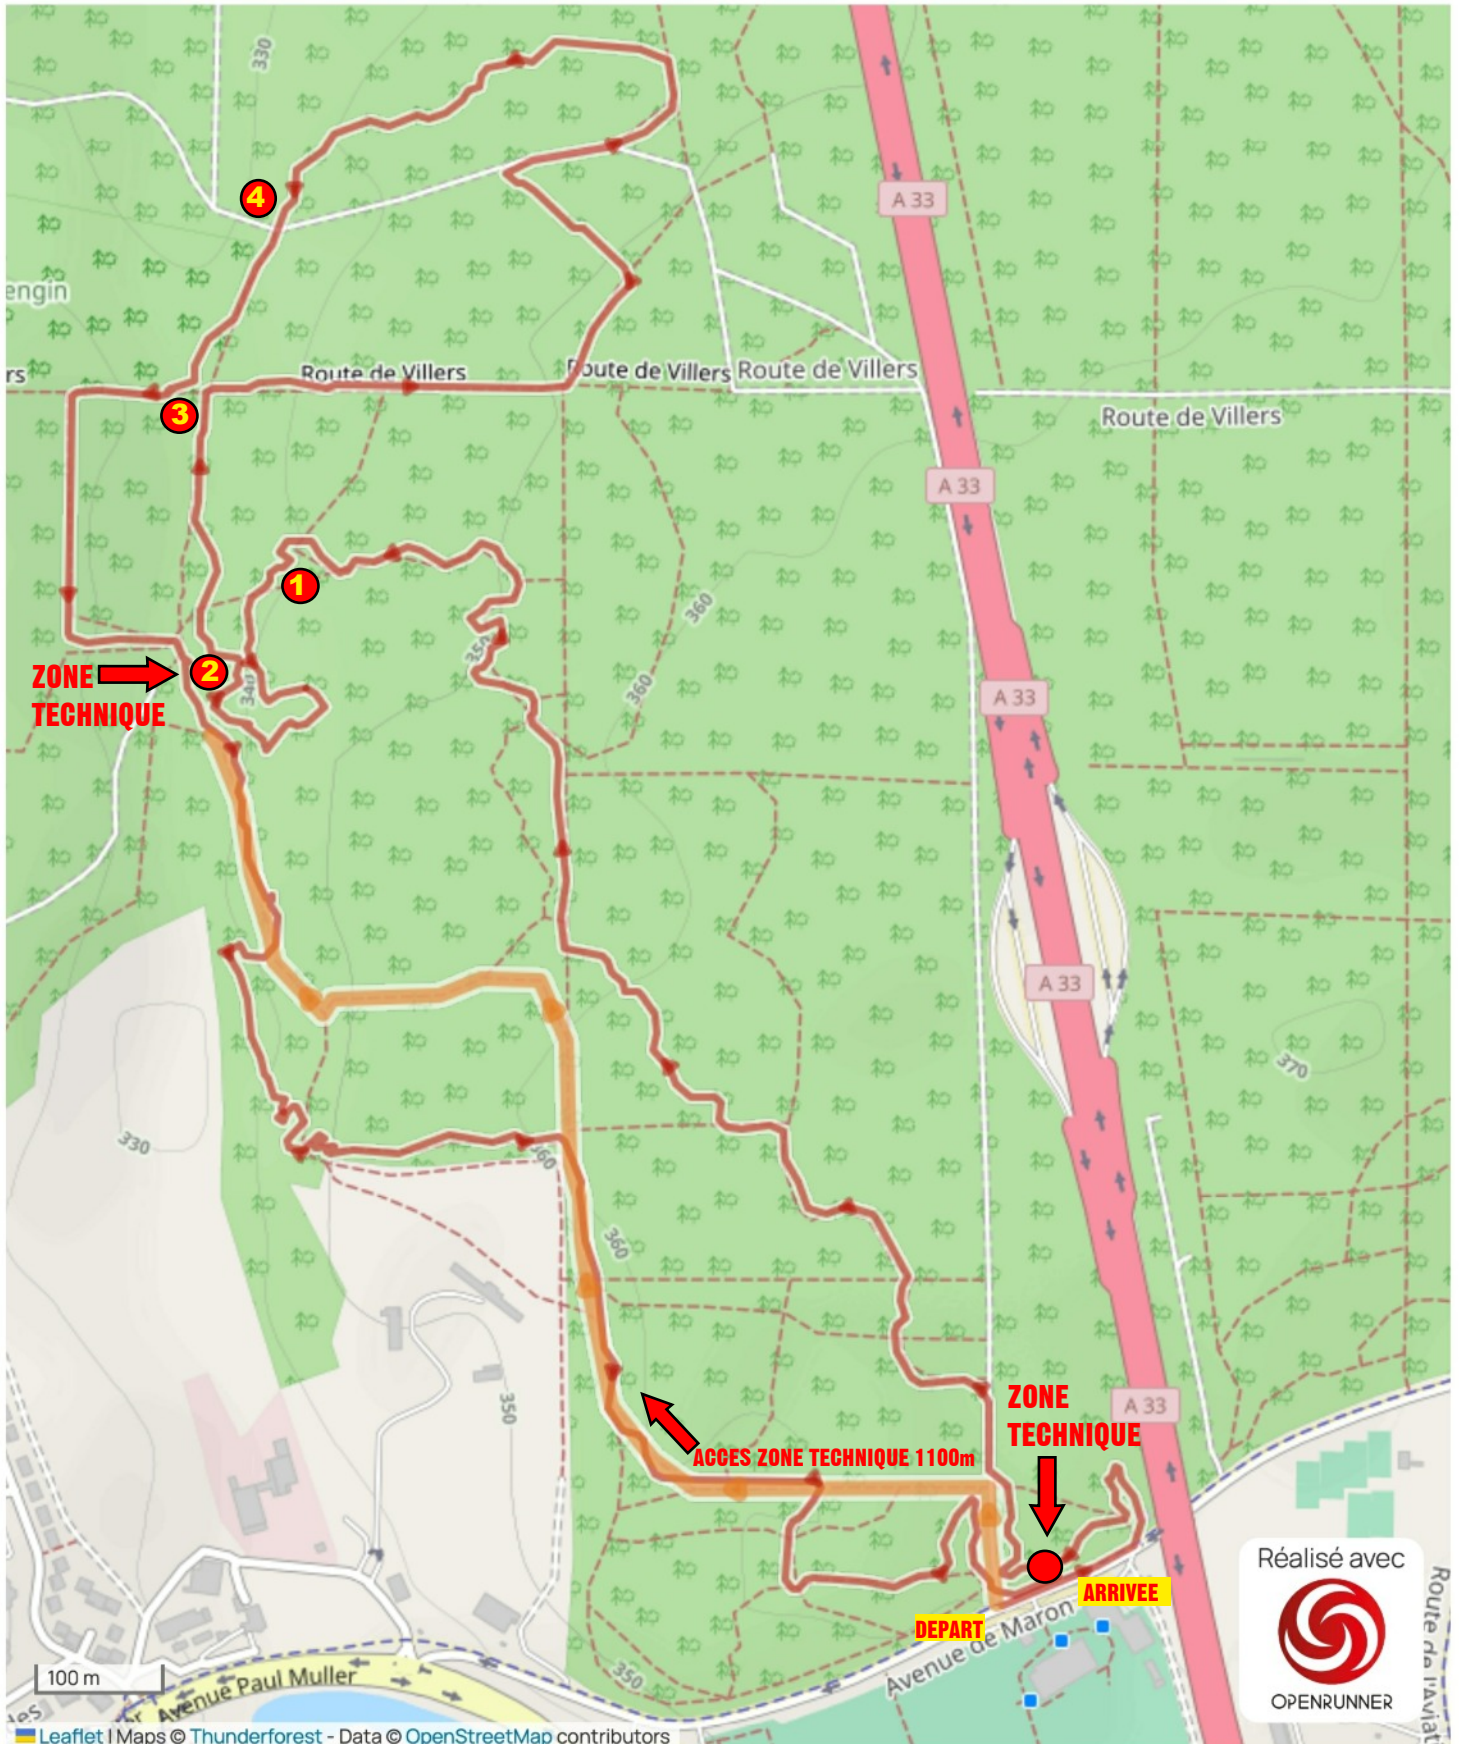 330
A 33
4
engin
rs
Route de Villers
Route de Villers
Route de Villers
Route de Villers
3
A 33
1
360
350
360
ZONE
TECHNIQUE
2
340
A 33
A 33
370
330
360
360
350
ZONE
TECHNIQUE
A 33
ACCES ZONE TECHNIQUE 1100m
ARRIVEE
DEPART
Avenue de Maron
350
100 m
Avenue Paul Muller
Réalisé avec
OPENRUNNER
Route de l'Aviati
Leaflet | Maps © Thunderforest - Data © OpenStreetMap contributors